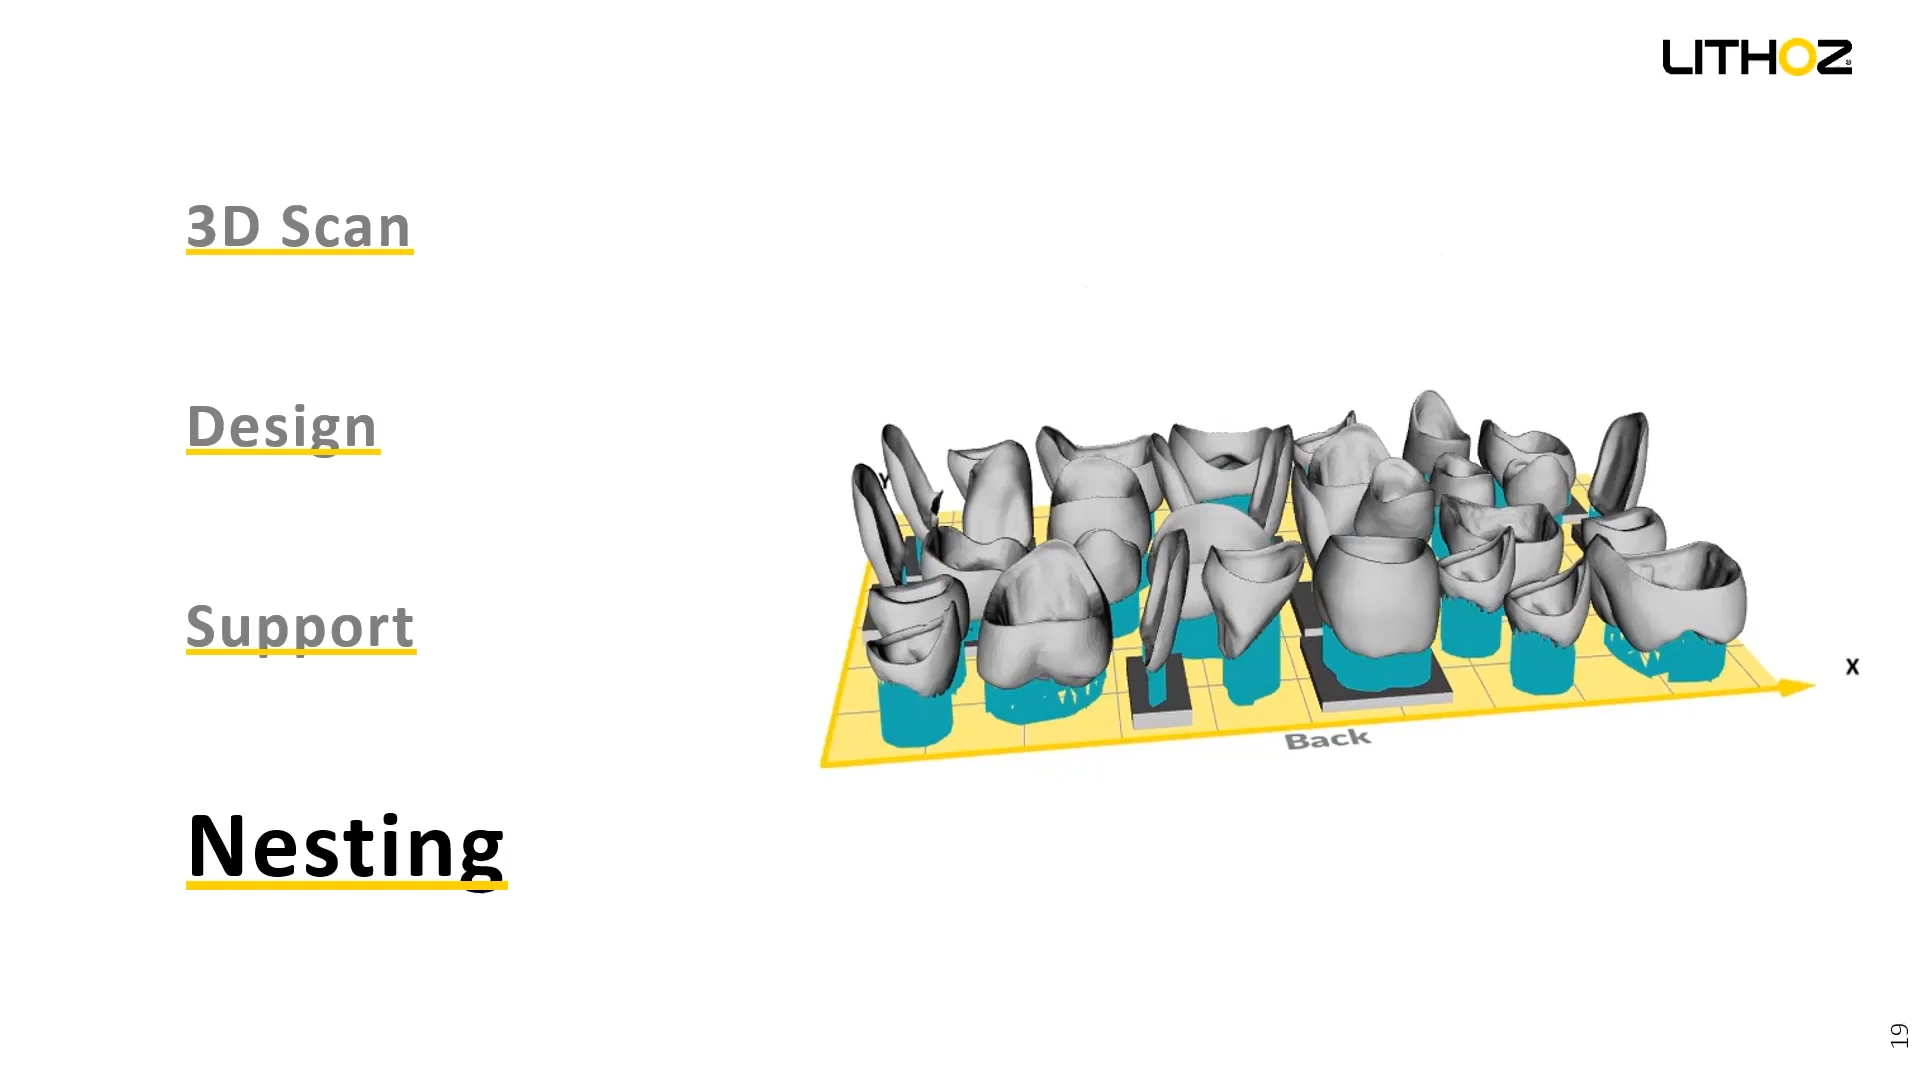 LITHOZ
3D Scan
Design
Support
Nesting
Y
X
Back
19